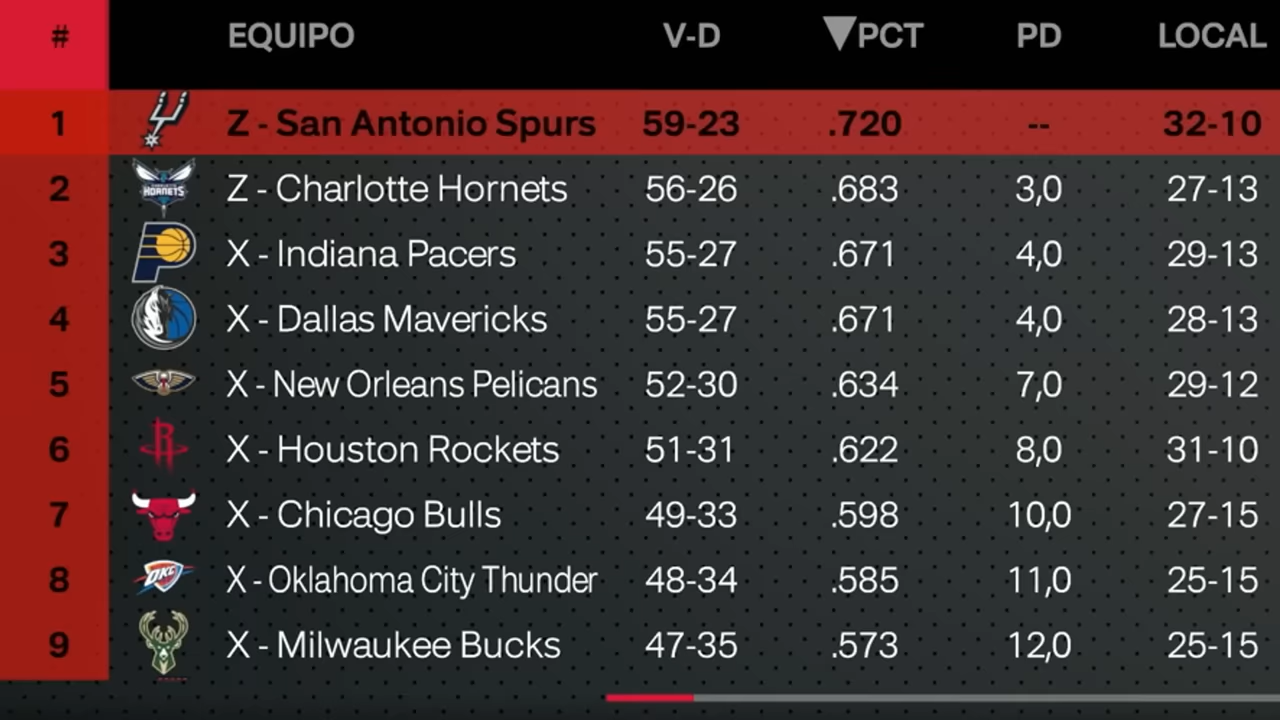 # EQUIPO V-D ▼PCT PD LOCAL
1 Z - San Antonio Spurs 59-23 .720 -- 32-10
2 HORNETS Z - Charlotte Hornets 56-26 .683 3,0 27-13
3 X - Indiana Pacers 55-27 .671 4,0 29-13
4 X - Dallas Mavericks 55-27 .671 4,0 28-13
5 X - New Orleans Pelicans 52-30 .634 7,0 29-12
6 R X - Houston Rockets 51-31 .622 8,0 31-10
7 X - Chicago Bulls 49-33 .598 10,0 27-15
8 OKC X - Oklahoma City Thunder 48-34 .585 11,0 25-15
9 X - Milwaukee Bucks 47-35 .573 12,0 25-15